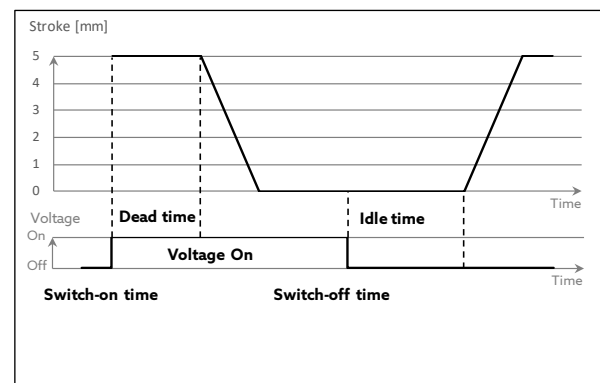 Stroke [mm]
5
4
3
2
1
0
Time
Voltage
Dead time
Idle time
On
Voltage On
Off
Time
Switch-on time
Switch-off time